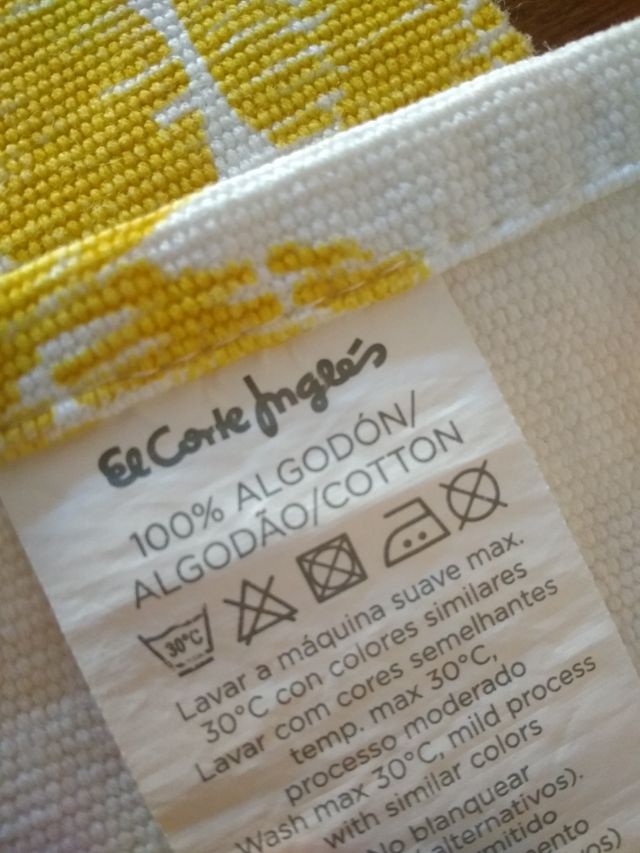 El Corte Inglés
100% ALGODÓN/
ALGODÃO/COTTON
30°C
Lavar a máquina suave max.
30°C con colores similares
Lavar com cores semelhantes
temp. max 30°C,
processo moderado
Wash max 30°C, mild process
with similar colors
No blanquear
alternativos).